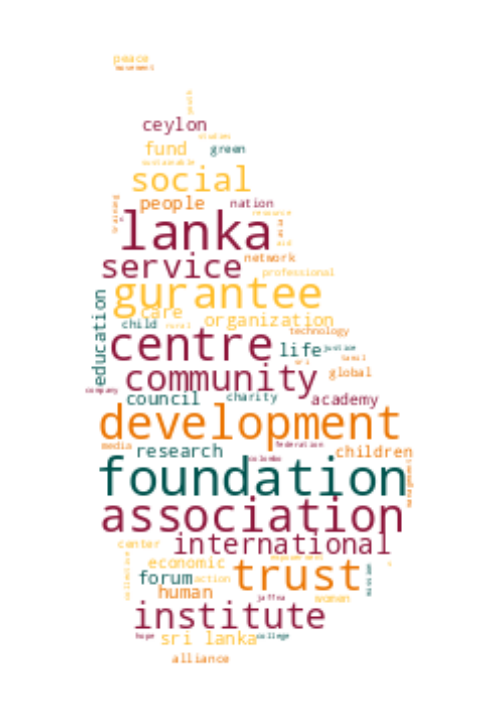 peace
movement
youth
ceylon
studies
fund green
sustainable
social
training people nation
resource
lanka
aid
service network
professional
gurantee
care
education child rural organization
technology
centre life justice
tamil
company community global
council charity academy
development
media research federation children
colombo
foundation management
association
center international
empowerment
collective economic trust
forum action mission
human jaffna women
institute
hope sri lanka college
alliance